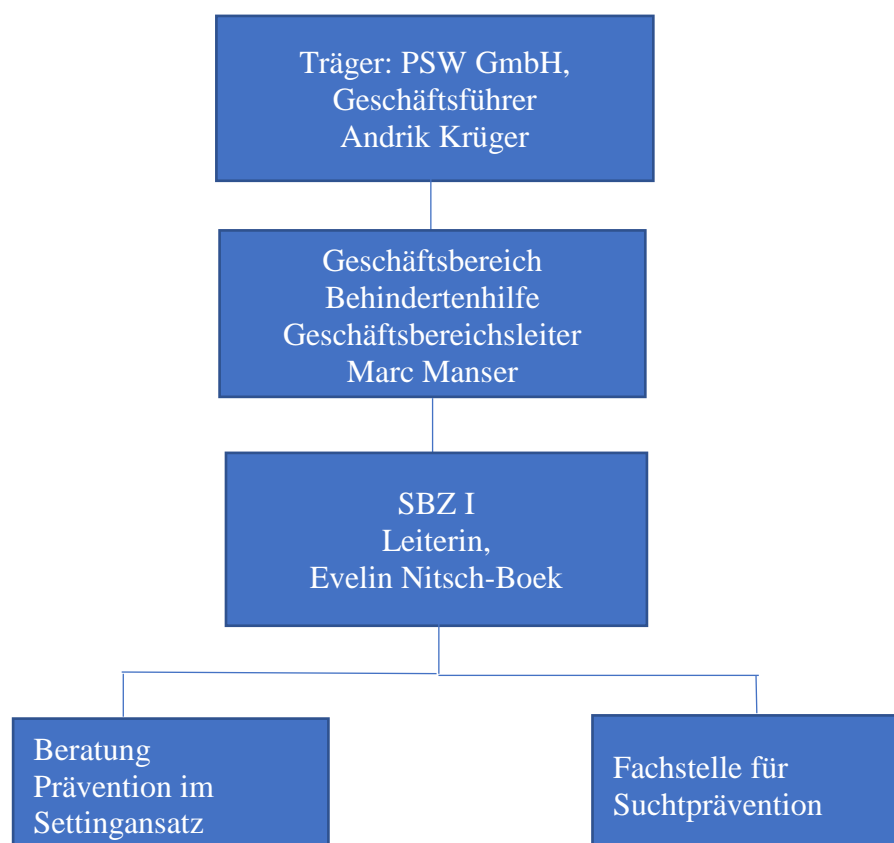 Träger: PSW GmbH,
Geschäftsführer
Andrik Krüger
Geschäftsbereich
Behindertenhilfe
Geschäftsbereichsleiter
Marc Manser
SBZ I
Leiterin,
Evelin Nitsch-Boek
Beratung
Prävention im
Settingansatz
Fachstelle für
Suchtprävention